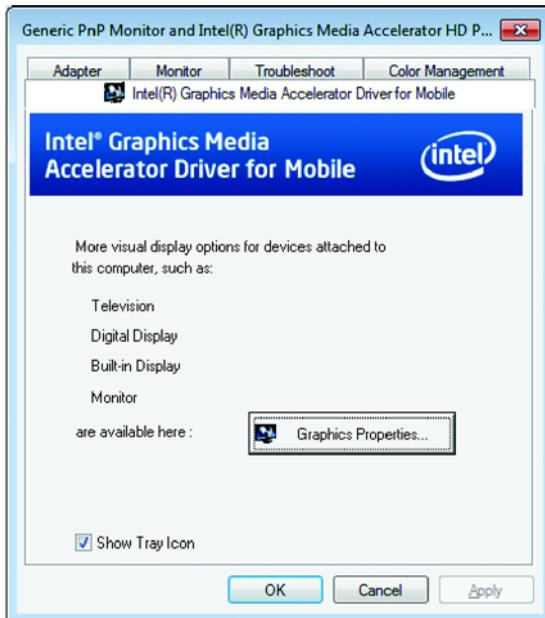 Generic PnP Monitor and Intel(R) Graphics Media Accelerator HD P...
Adapter Monitor Troubleshoot Color Management
Intel(R) Graphics Media Accelerator Driver for Mobile
Intel® Graphics Media
Accelerator Driver for Mobile
intel
More visual display options for devices attached to
this computer, such as:
Television
Digital Display
Built-in Display
Monitor
are available here :
Graphics Properties...
Show Tray Icon
OK Cancel Apply